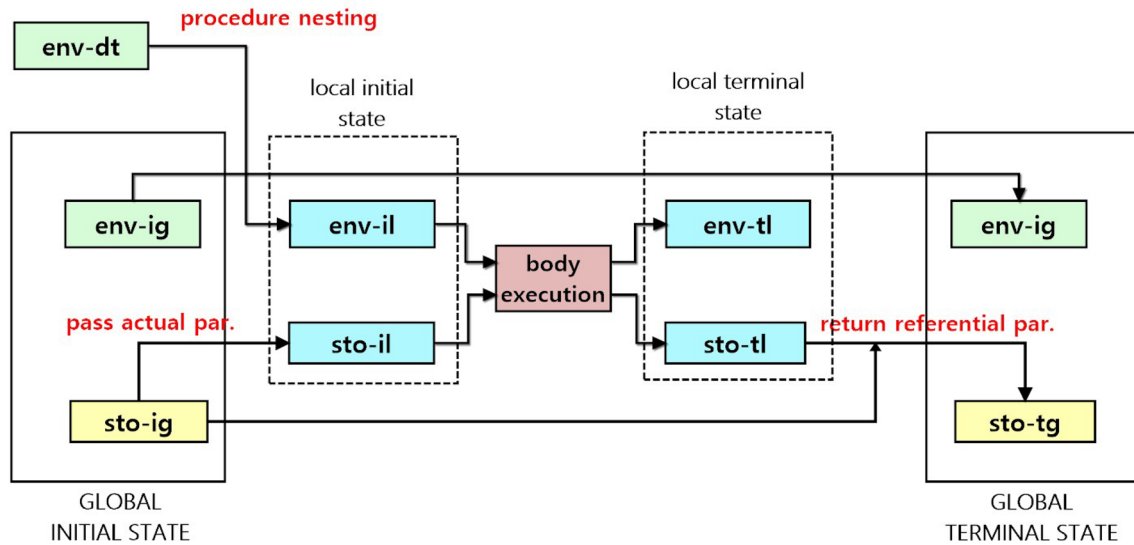 procedure nesting
env-dt
local initial
state
local terminal
state
env-ig
env-il
env-tl
env-ig
body
execution
pass actual par.
return referential par.
sto-il
sto-tl
sto-ig
sto-tg
GLOBAL
INITIAL STATE
GLOBAL
TERMINAL STATE